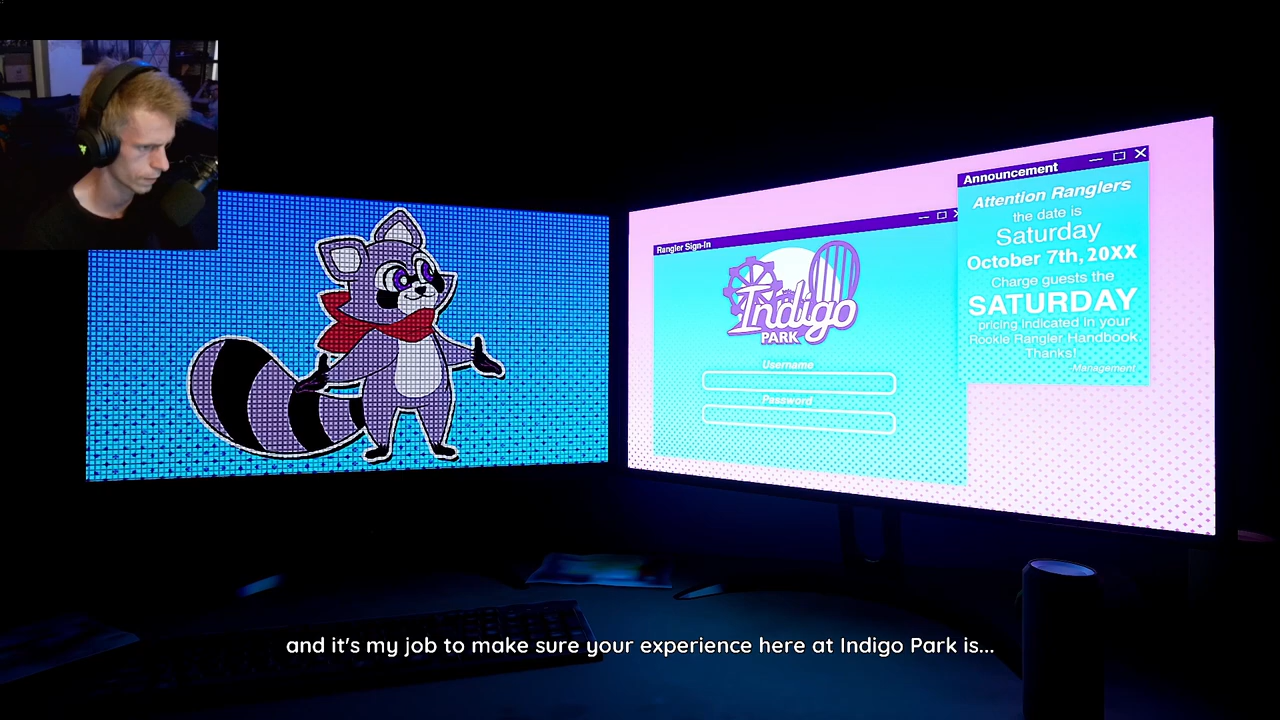 Rangler Sign-In
Indigo
PARK
Username
Password
Announcement
Attention Ranglers
the date is
Saturday
October 7th, 20XX
Charge guests the
SATURDAY
pricing indicated in your
Rookie Rangler Handbook.
Thanks!
Management
and it's my job to make sure your experience here at Indigo Park is...